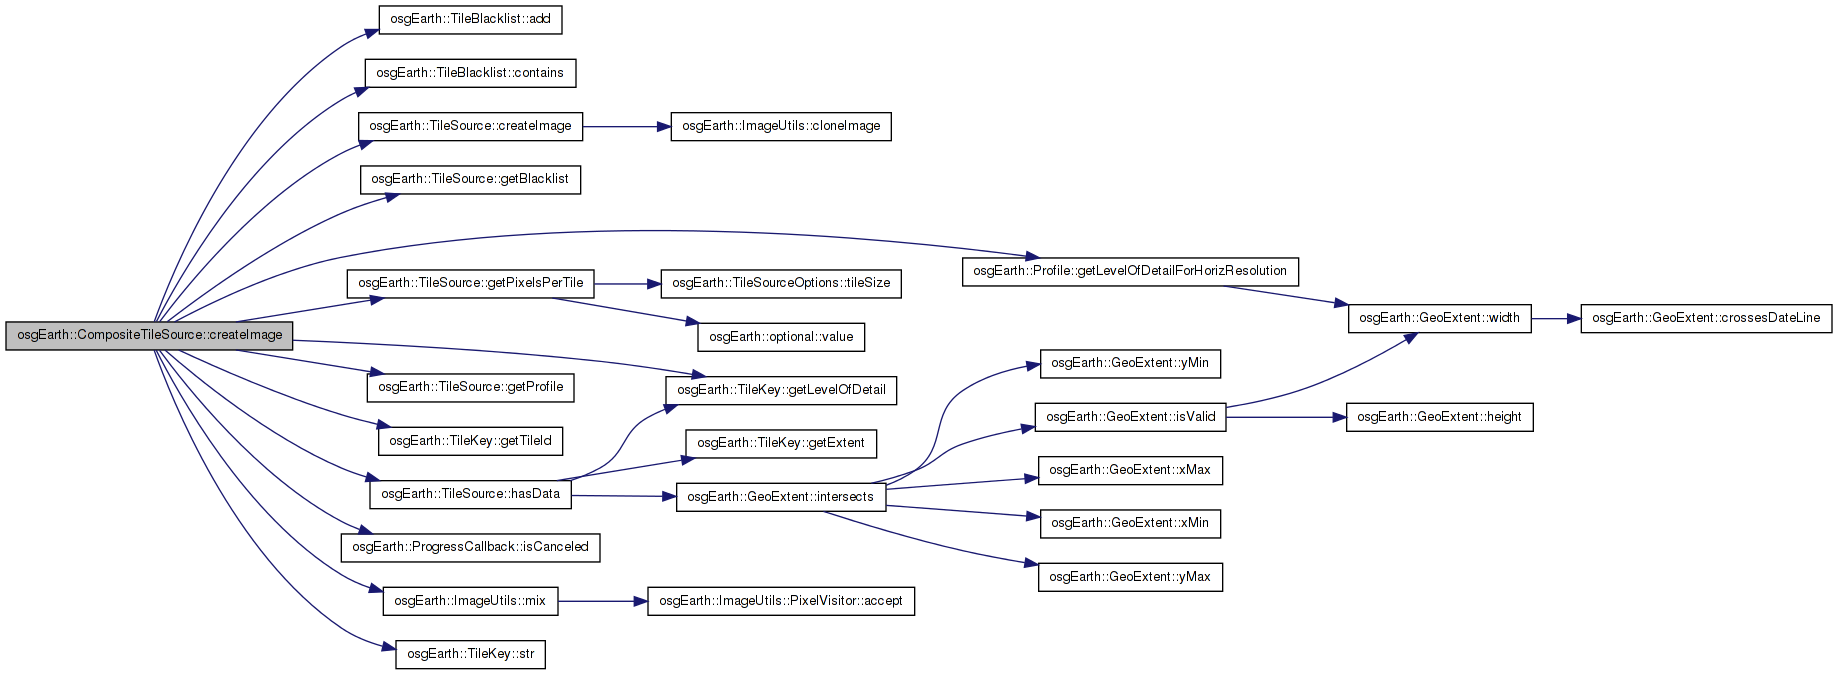 osgEarth::TileBlacklist::add
osgEarth::TileBlacklist::contains
osgEarth::TileSource::createImage
osgEarth::ImageUtils::cloneImage
osgEarth::TileSource::getBlacklist
osgEarth::Profile::getLevelOfDetailForHorizResolution
osgEarth::TileSource::getPixelsPerTile
osgEarth::TileSourceOptions::tileSize
osgEarth::GeoExtent::width
osgEarth::GeoExtent::crossesDateLine
osgEarth::CompositeTileSource::createImage
osgEarth::optional::value
osgEarth::GeoExtent::yMin
osgEarth::TileSource::getProfile
osgEarth::TileKey::getLevelOfDetail
osgEarth::GeoExtent::isValid
osgEarth::GeoExtent::height
osgEarth::TileKey::getTileId
osgEarth::TileKey::getExtent
osgEarth::GeoExtent::xMax
osgEarth::TileSource::hasData
osgEarth::GeoExtent::intersects
osgEarth::GeoExtent::xMin
osgEarth::ProgressCallback::isCanceled
osgEarth::GeoExtent::yMax
osgEarth::ImageUtils::mix
osgEarth::ImageUtils::PixelVisitor::accept
osgEarth::TileKey::str